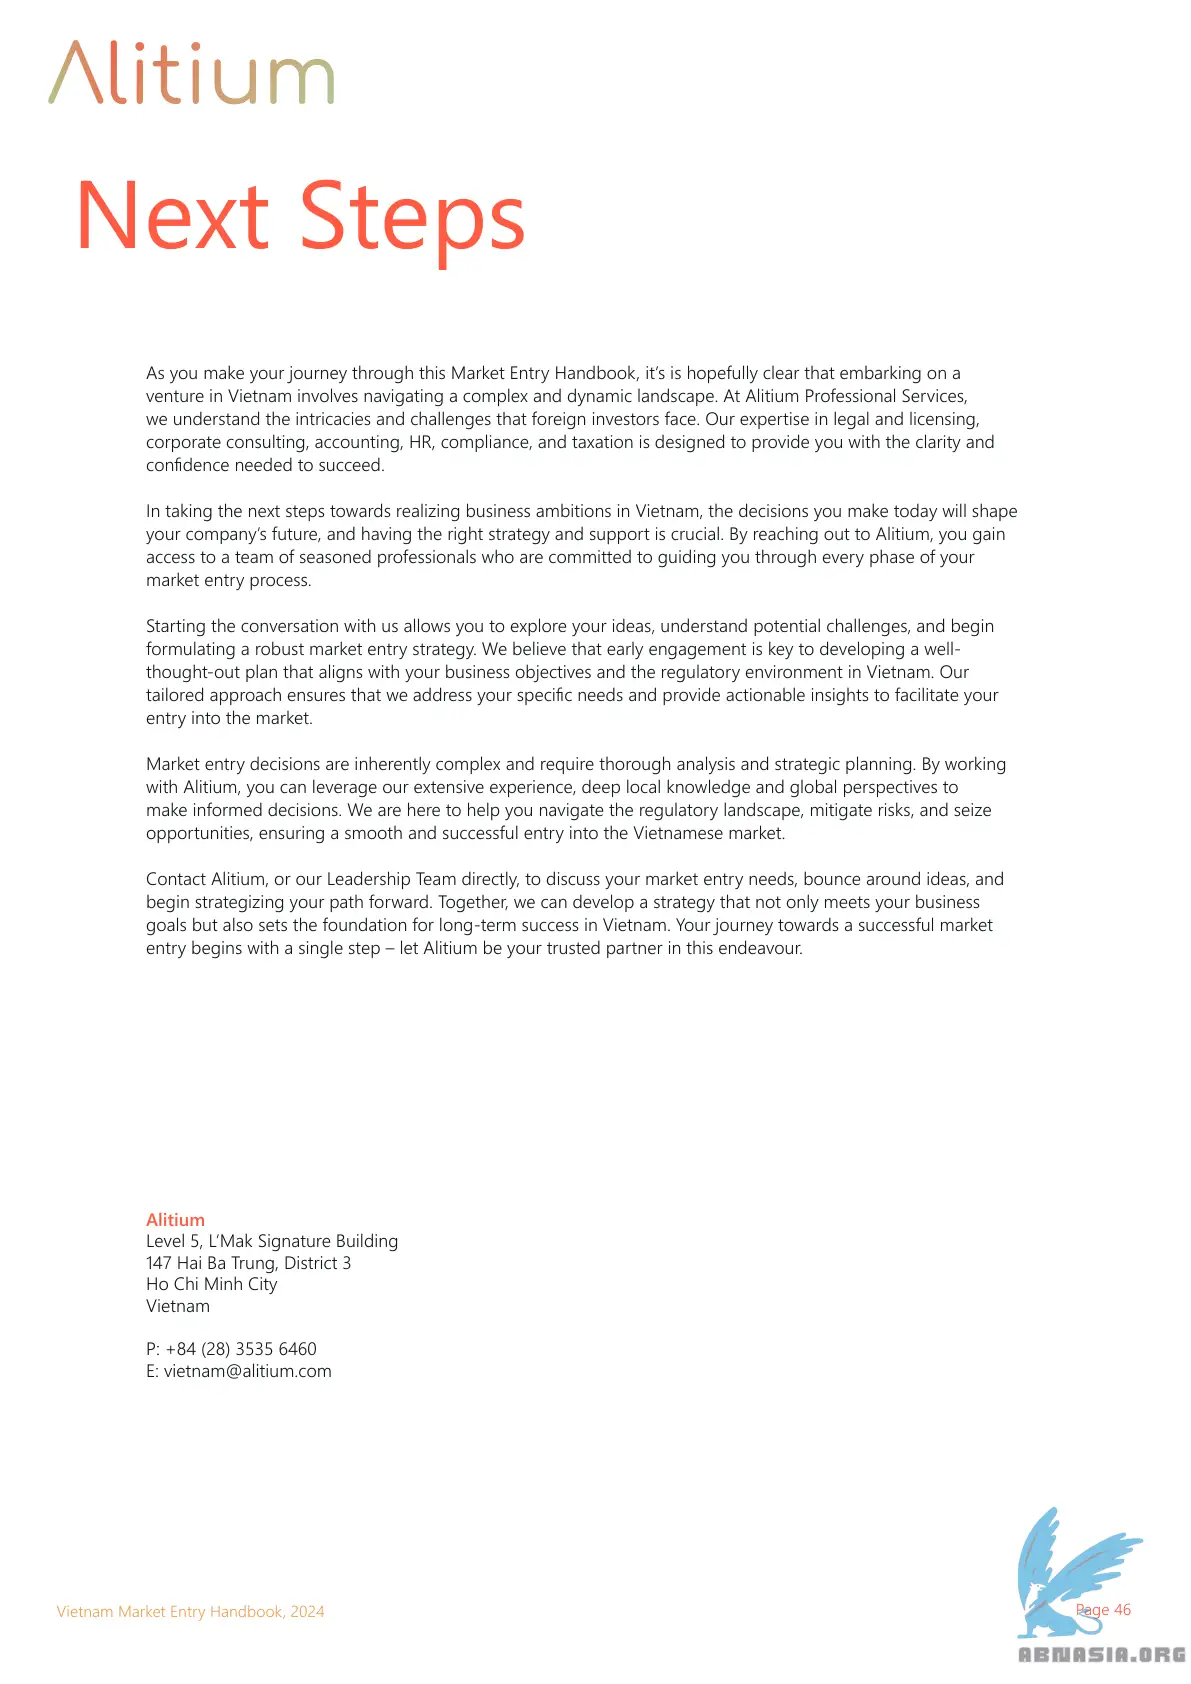 Alitium
Next Steps
As you make your journey through this Market Entry Handbook, it's is hopefully clear that embarking on a
venture in Vietnam involves navigating a complex and dynamic landscape. At Alitium Professional Services,
we understand the intricacies and challenges that foreign investors face. Our expertise in legal and licensing,
corporate consulting, accounting, HR, compliance, and taxation is designed to provide you with the clarity and
confidence needed to succeed.
In taking the next steps towards realizing business ambitions in Vietnam, the decisions you make today will shape
your company's future, and having the right strategy and support is crucial. By reaching out to Alitium, you gain
access to a team of seasoned professionals who are committed to guiding you through every phase of your
market entry process.
Starting the conversation with us allows you to explore your ideas, understand potential challenges, and begin
formulating a robust market entry strategy. We believe that early engagement is key to developing a well-
thought-out plan that aligns with your business objectives and the regulatory environment in Vietnam. Our
tailored approach ensures that we address your specific needs and provide actionable insights to facilitate your
entry into the market.
Market entry decisions are inherently complex and require thorough analysis and strategic planning. By working
with Alitium, you can leverage our extensive experience, deep local knowledge and global perspectives to
make informed decisions. We are here to help you navigate the regulatory landscape, mitigate risks, and seize
opportunities, ensuring a smooth and successful entry into the Vietnamese market.
Contact Alitium, or our Leadership Team directly, to discuss your market entry needs, bounce around ideas, and
begin strategizing your path forward. Together, we can develop a strategy that not only meets your business
goals but also sets the foundation for long-term success in Vietnam. Your journey towards a successful market
entry begins with a single step – let Alitium be your trusted partner in this endeavour.
Alitium
Level 5, L'Mak Signature Building
147 Hai Ba Trung, District 3
Ho Chi Minh City
Vietnam
P: +84 (28) 3535 6460
E: vietnam@alitium.com
Vietnam Market Entry Handbook, 2024
Page 46
ABNASIA.ORG